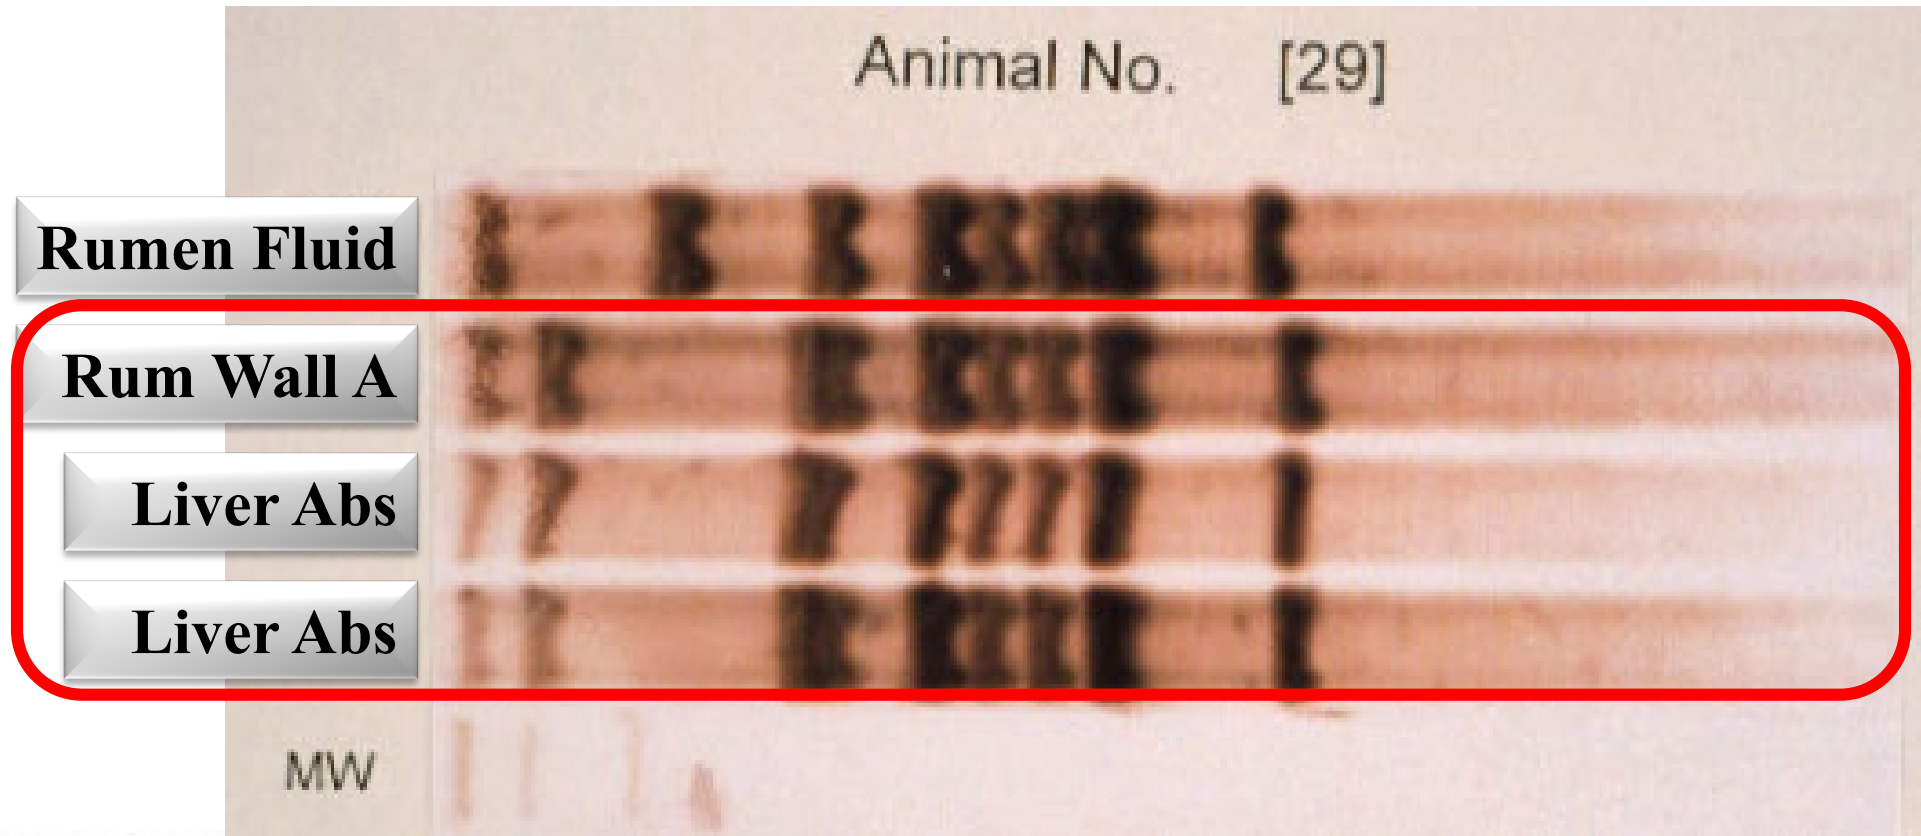 Animal No. [29]
Rumen Fluid
Rum Wall A
Liver Abs
Liver Abs
MW